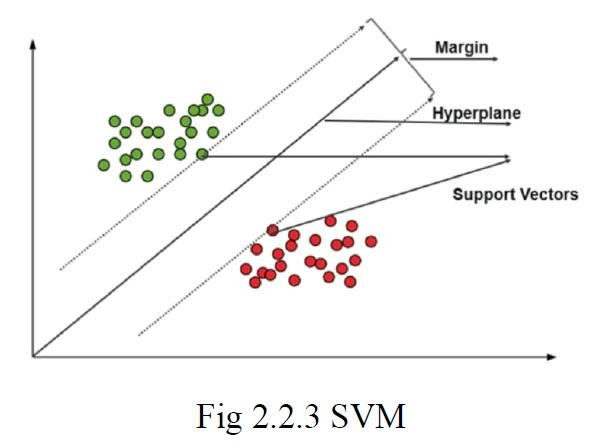 Margin
Hyperplane
Support Vectors
Fig 2.2.3 SVM